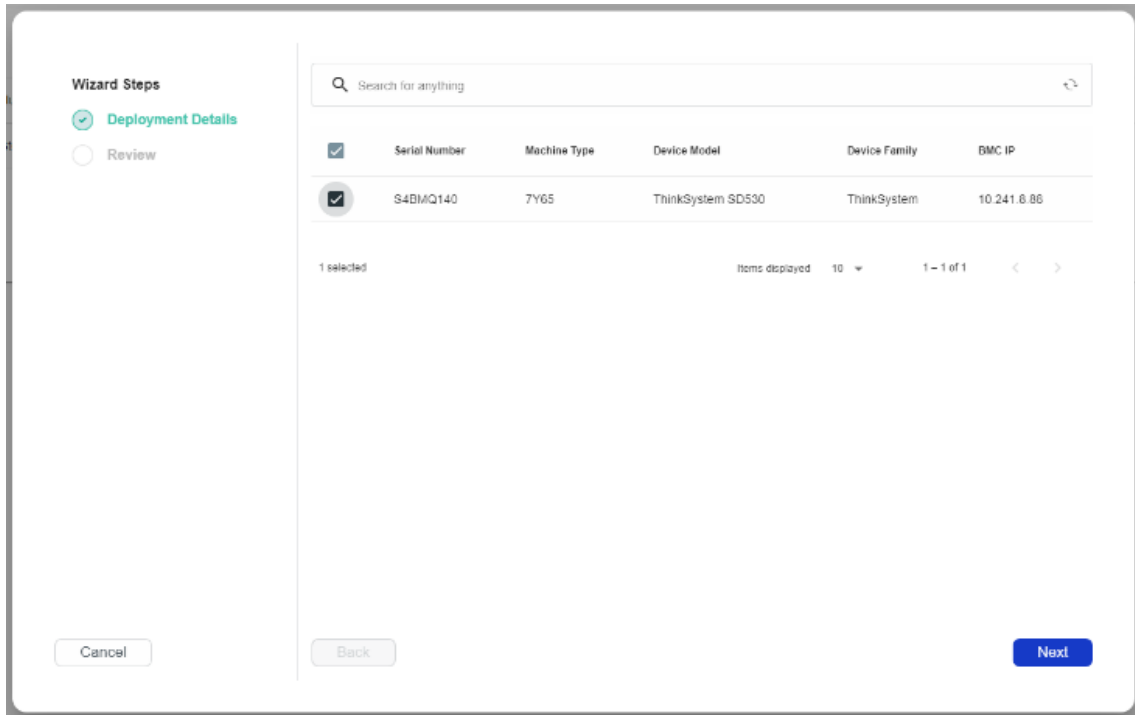 Wizard Steps
Deployment Details
Review
Search for anything
Serial Number Machine Type Device Model Device Family BMC IP
S4BMQ140 7Y65 ThinkSystem SD530 ThinkSystem 10.241.8.86
1 selected Items displayed 10 1 – 1 of 1
Cancel Back Next